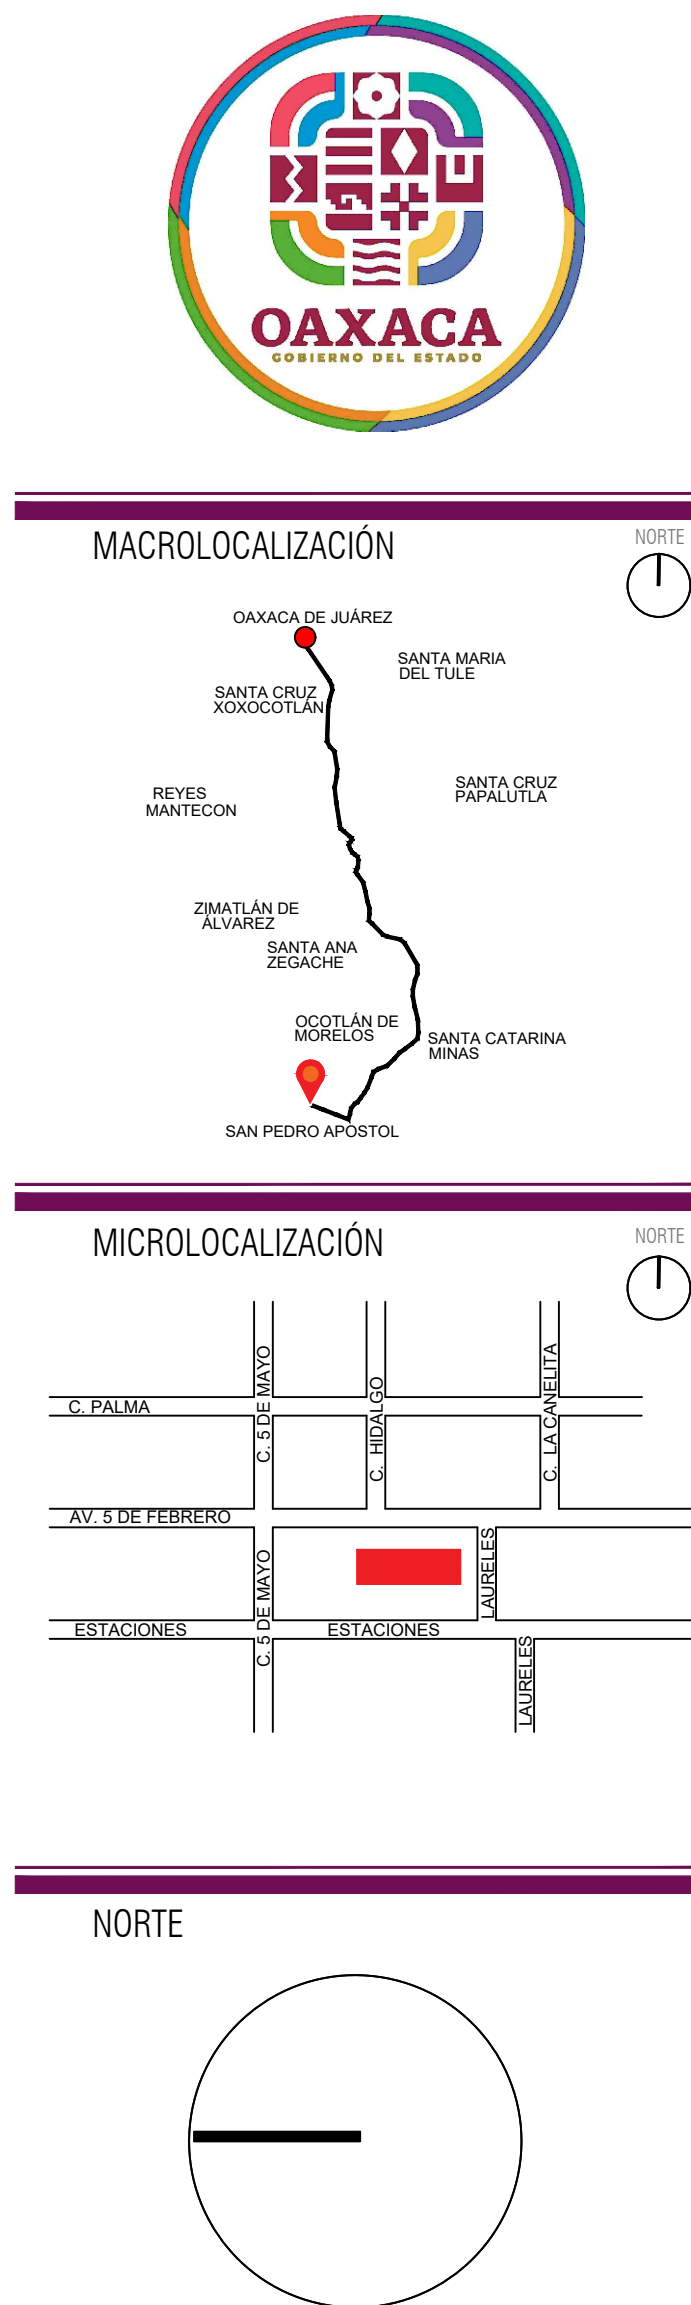 OAXACA
GOBIERNO DEL ESTADO
MACROLOCALIZACIÓN
NORTE
OAXACA DE JUÁREZ
SANTA MARIA
DEL TULE
SANTA CRUZ
XOXOCOTLÁN
SANTA CRUZ
PAPALUTLA
REYES
MANTECON
ZIMATLÁN DE
ÁLVAREZ
SANTA ANA
ZEGACHE
OCOTLÁN DE
MORELOS
SANTA CATARINA
MINAS
SAN PEDRO APOSTOL
MICROLOCALIZACIÓN
NORTE
C. PALMA
C. 5 DE MAYO
C. HIDALGO
C. LA CANELITA
AV. 5 DE FEBRERO
C. 5 DE MAYO
LAURELES
ESTACIONES
ESTACIONES
LAURELES
NORTE